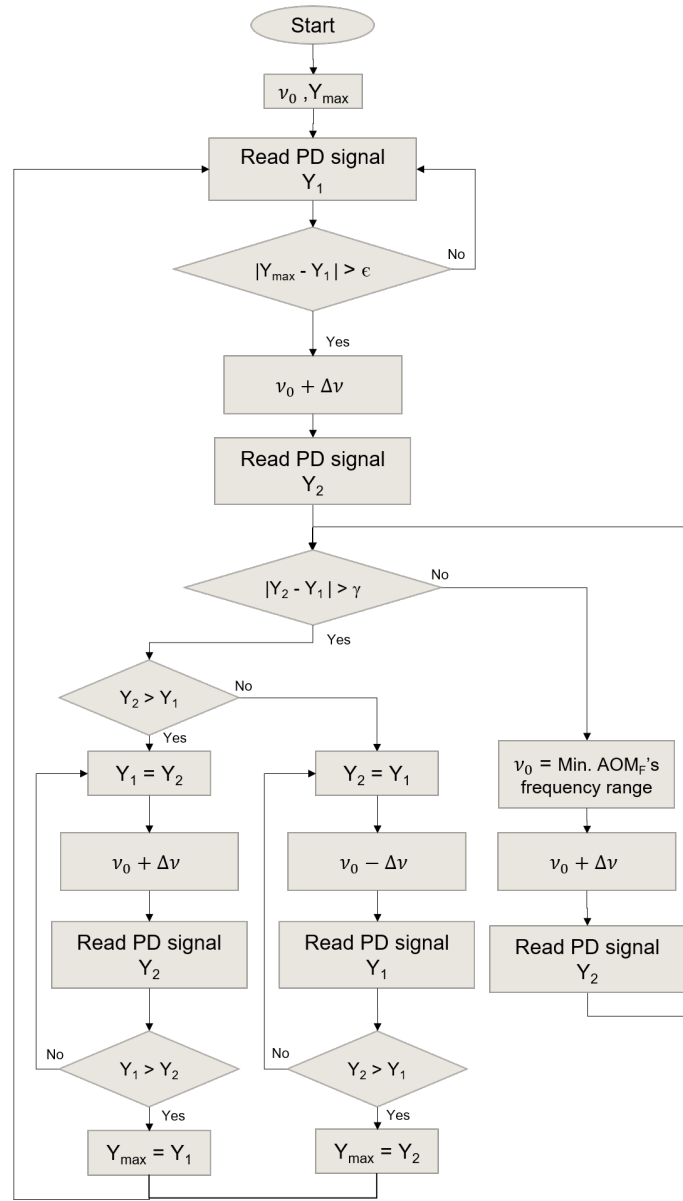 Start
ν₀ ,Yₘₐₓ
Read PD signal
Y₁
|Yₘₐₓ - Y₁ | > ϵ
No
Yes
ν₀ + Δν
Read PD signal
Y₂
|Y₂ - Y₁ | > γ
No
Yes
Y₂ > Y₁
No
Yes
Y₁ = Y₂
ν₀ + Δν
Read PD signal
Y₂
Y₁ > Y₂
No
Yes
Yₘₐₓ = Y₁
Y₂ = Y₁
ν₀ − Δν
Read PD signal
Y₁
Y₂ > Y₁
No
Yes
Yₘₐₓ = Y₂
ν₀ = Min. AOM_F's
frequency range
ν₀ + Δν
Read PD signal
Y₂